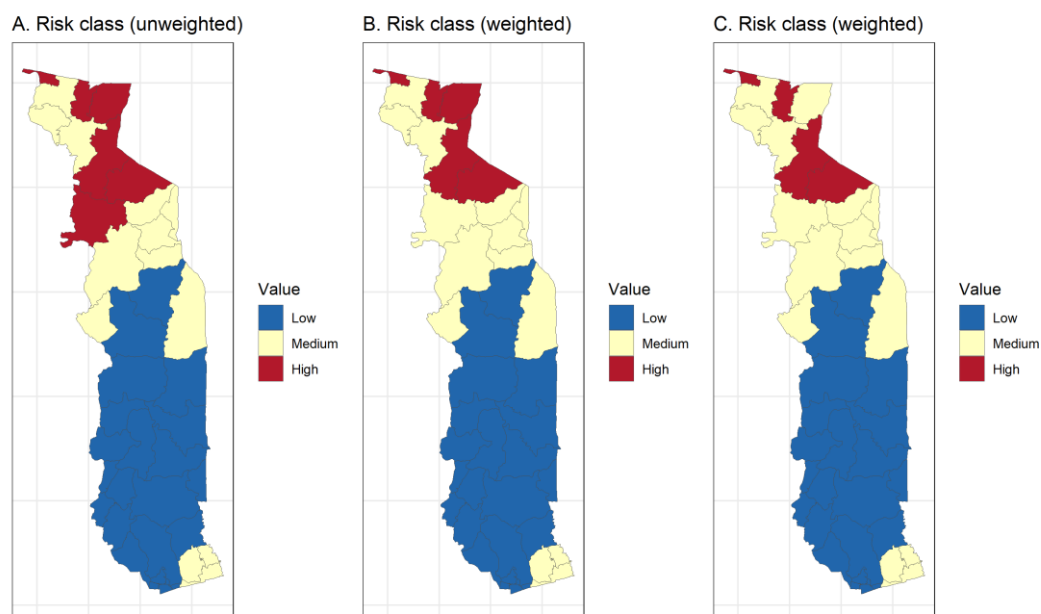 A. Risk class (unweighted)
B. Risk class (weighted)
C. Risk class (weighted)
Value
Low
Medium
High
Value
Low
Medium
High
Value
Low
Medium
High